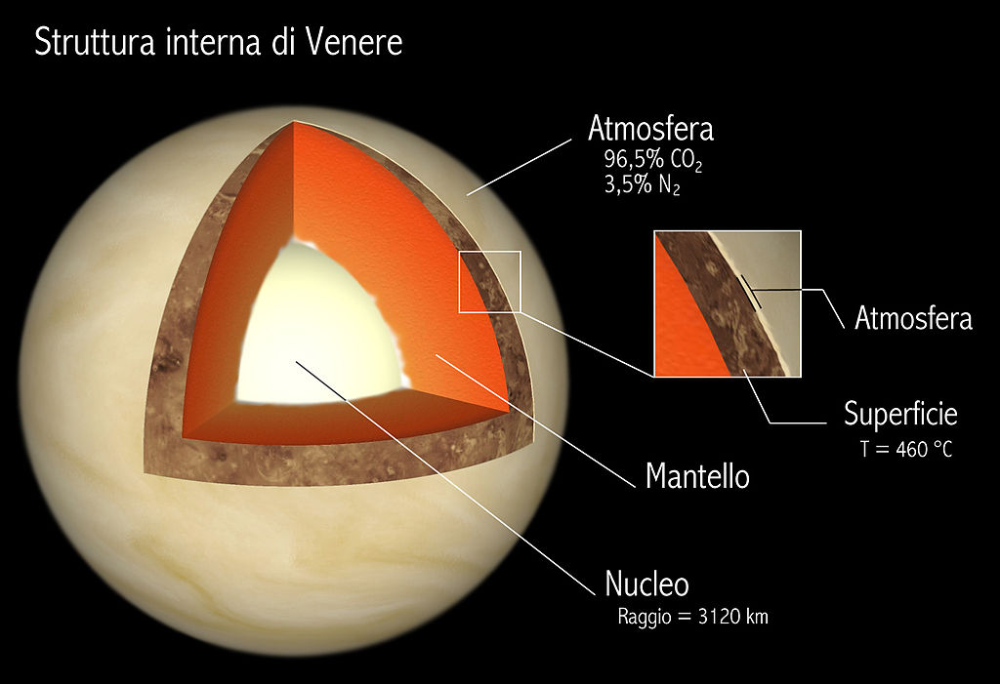 Struttura interna di Venere
Atmosfera
96,5% CO₂
3,5% N₂
Atmosfera
Superficie
T = 460 °C
Mantello
Nucleo
Raggio = 3120 km